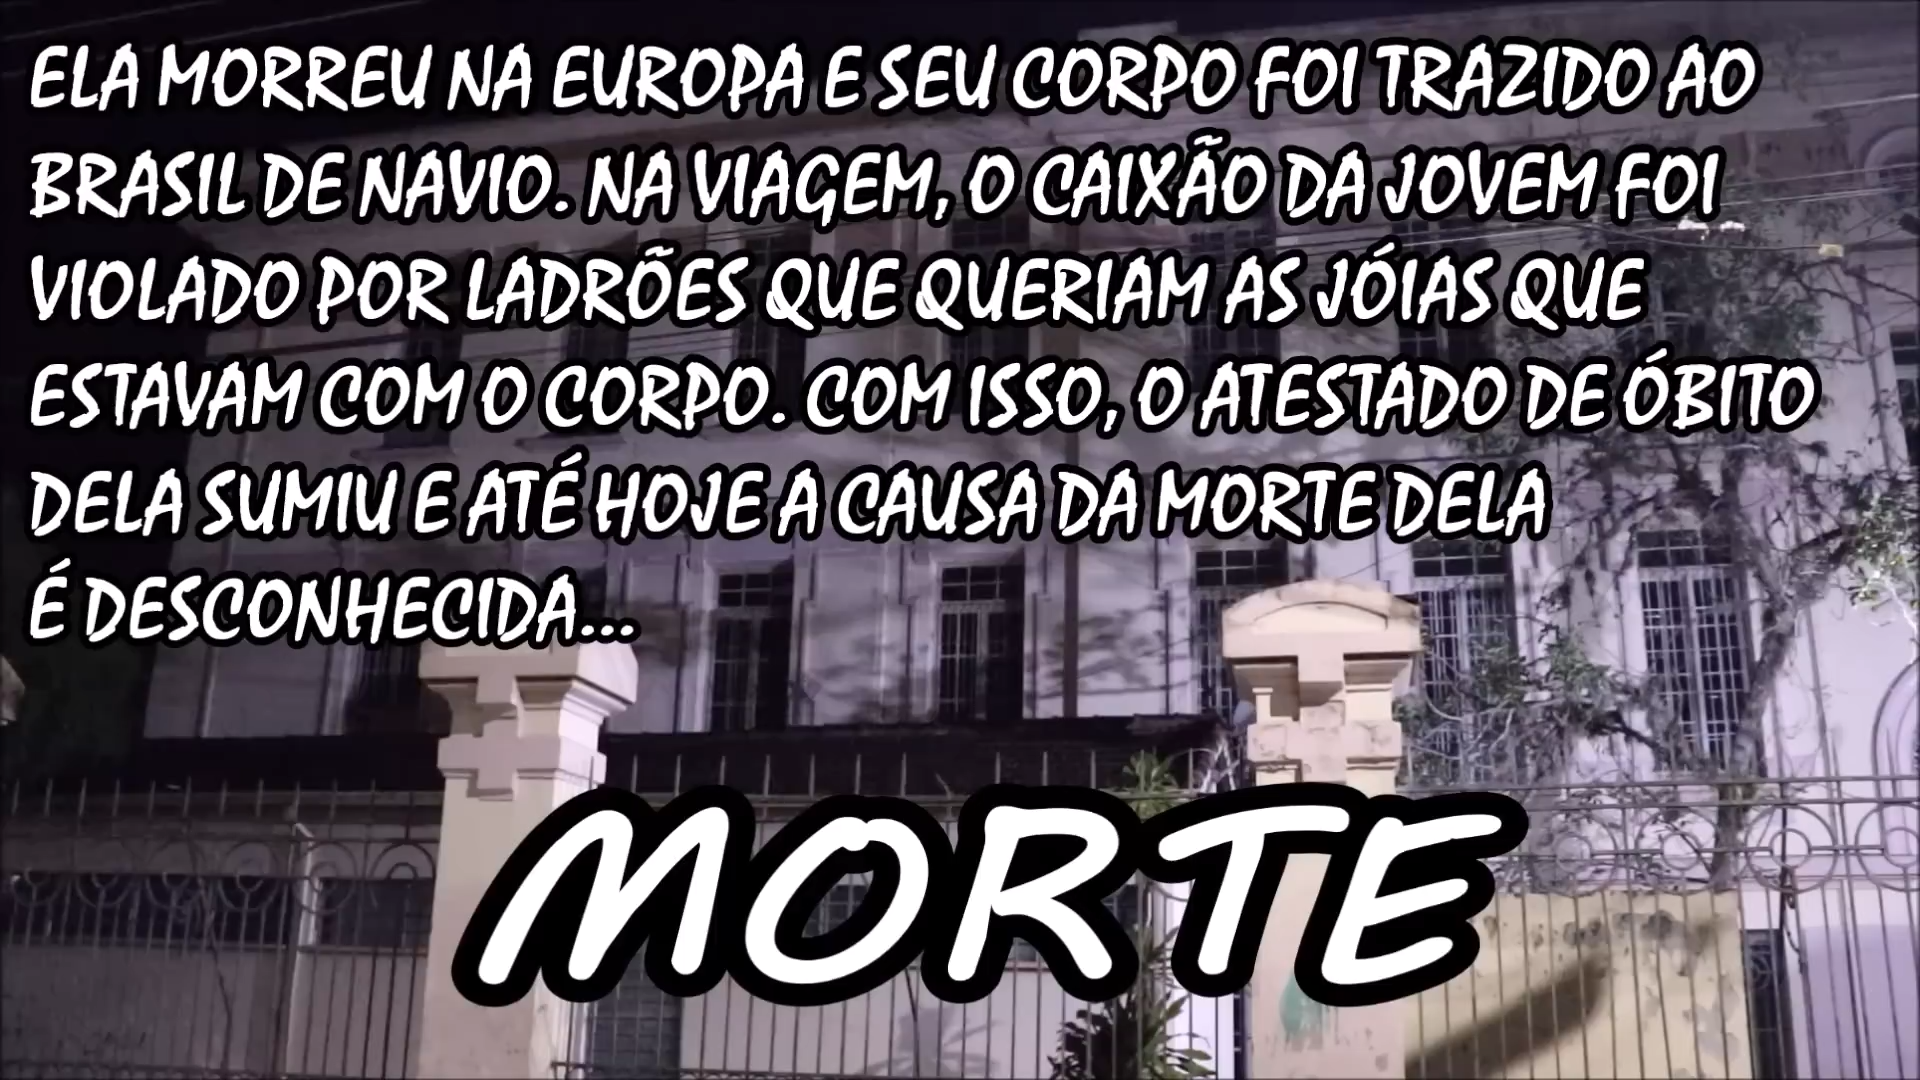 ELA MORREU NA EUROPA E SEU CORPO FOI TRAZIDO AO
BRASIL DE NAVIO. NA VIAGEM, O CAIXÃO DA JOVEM FOI
VIOLADO POR LADRÕES QUE QUERIAM AS JÓIAS QUE
ESTAVAM COM O CORPO. COM ISSO, O ATESTADO DE ÓBITO
DELA SUMIU E ATÉ HOJE A CAUSA DA MORTE DELA
É DESCONHECIDA...
MORTE